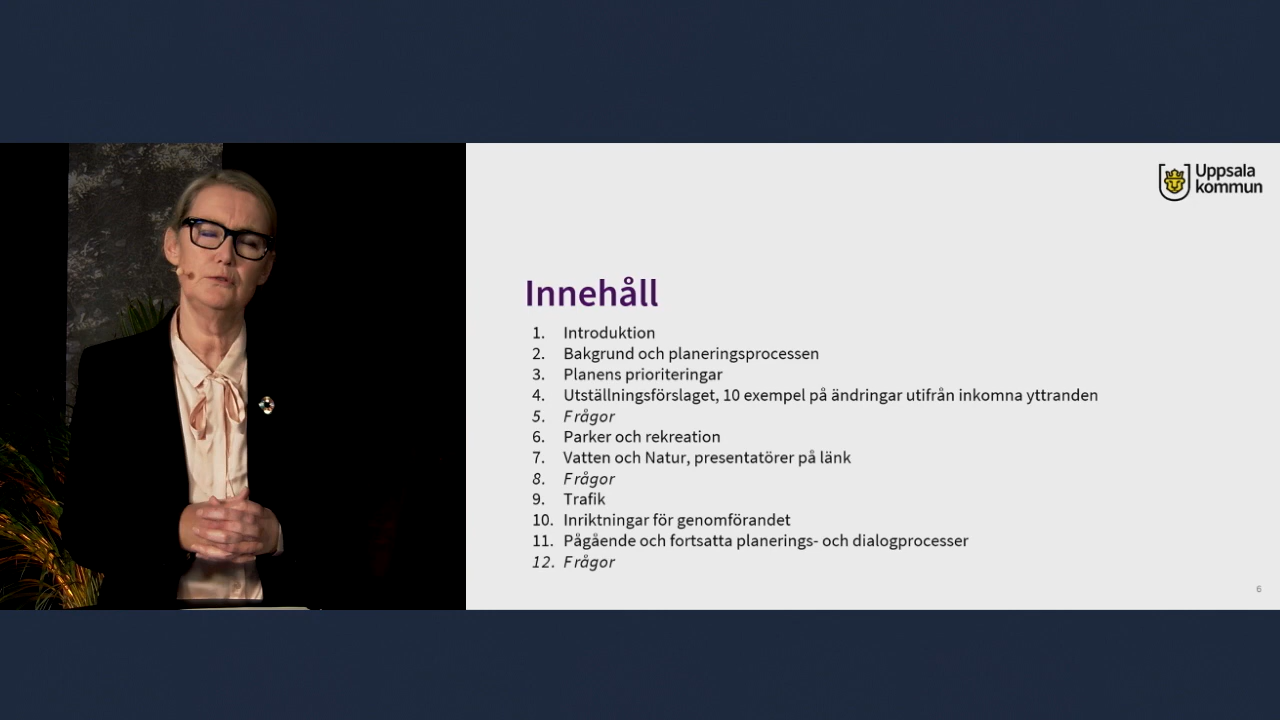 Uppsala
kommun
Innehåll
1. Introduktion
2. Bakgrund och planeringsprocessen
3. Planens prioriteringar
4. Utställningsförslaget, 10 exempel på ändringar utifrån inkomna yttranden
5. Frågor
6. Parker och rekreation
7. Vatten och Natur, presentatörer på länk
8. Frågor
9. Trafik
10. Inriktningar för genomförandet
11. Pågående och fortsatta planerings- och dialogprocesser
12. Frågor
6